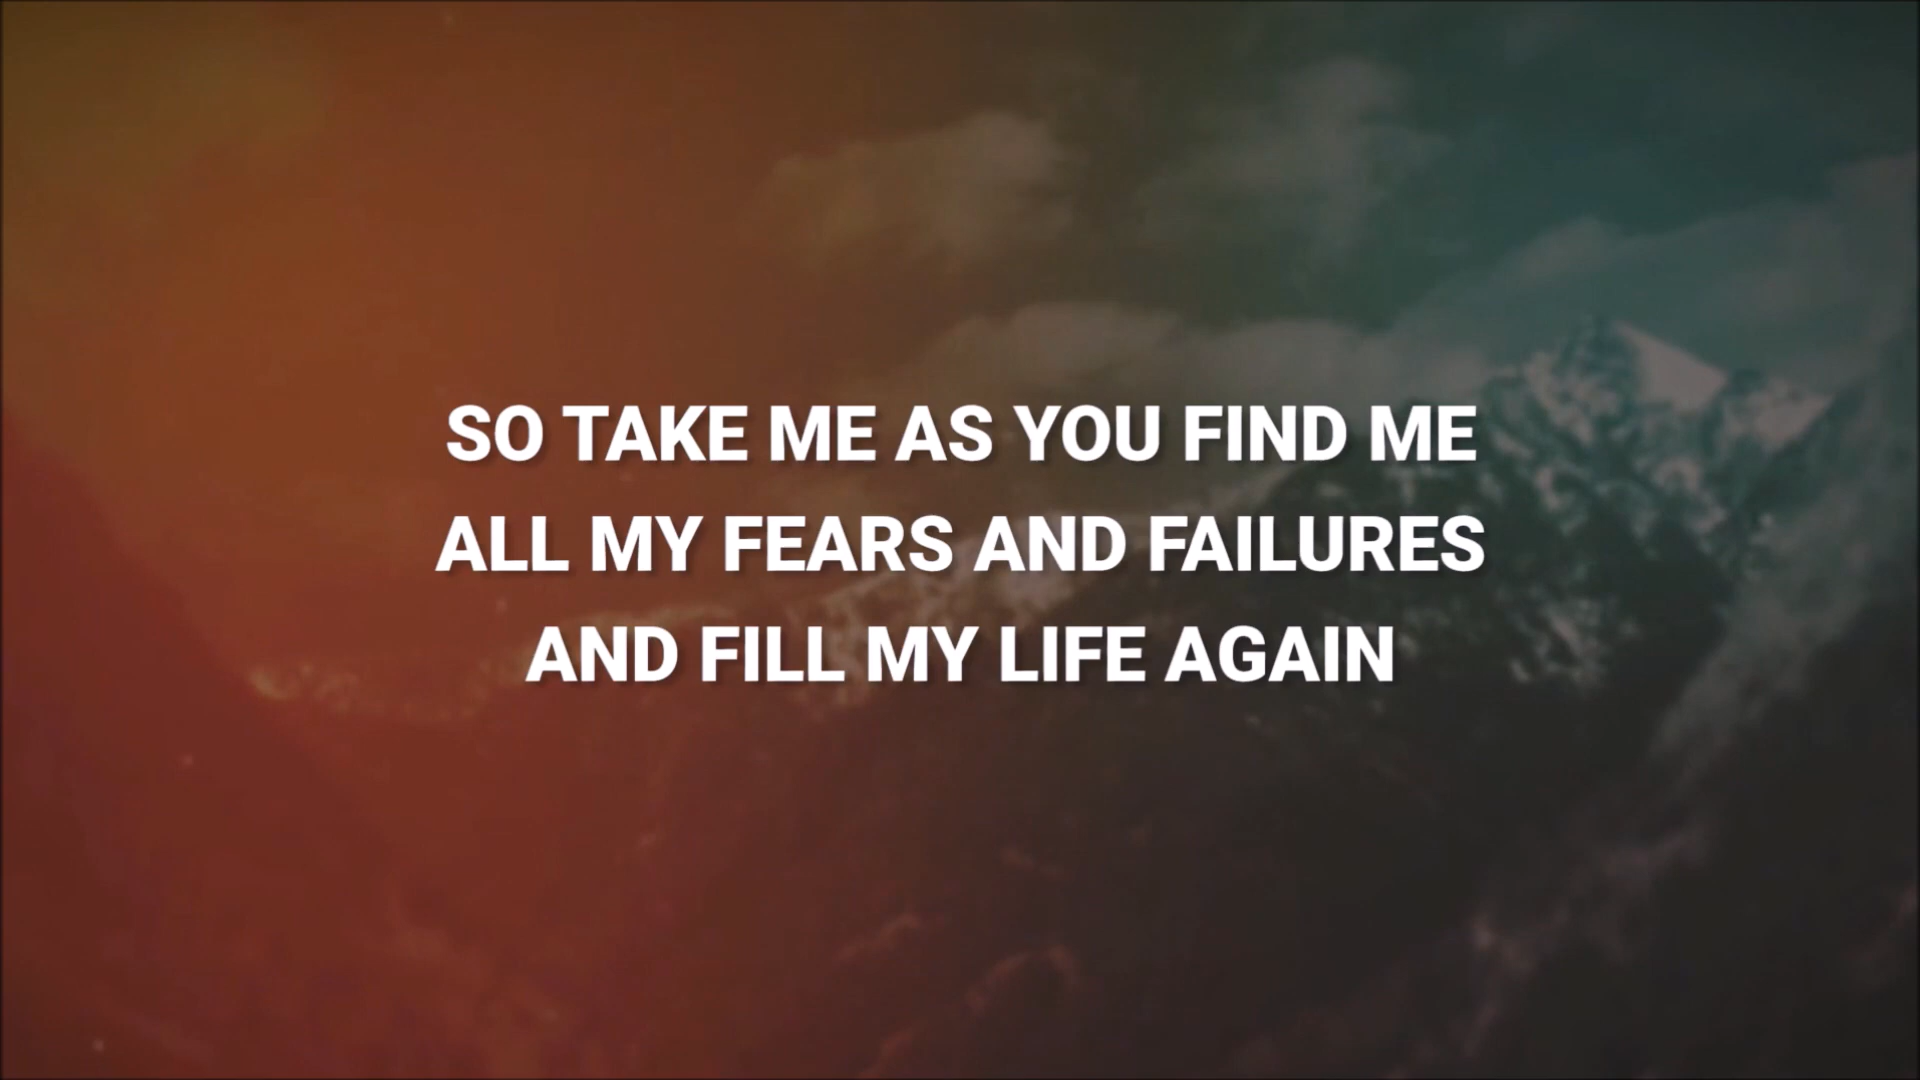 SO TAKE ME AS YOU FIND ME
ALL MY FEARS AND FAILURES
AND FILL MY LIFE AGAIN